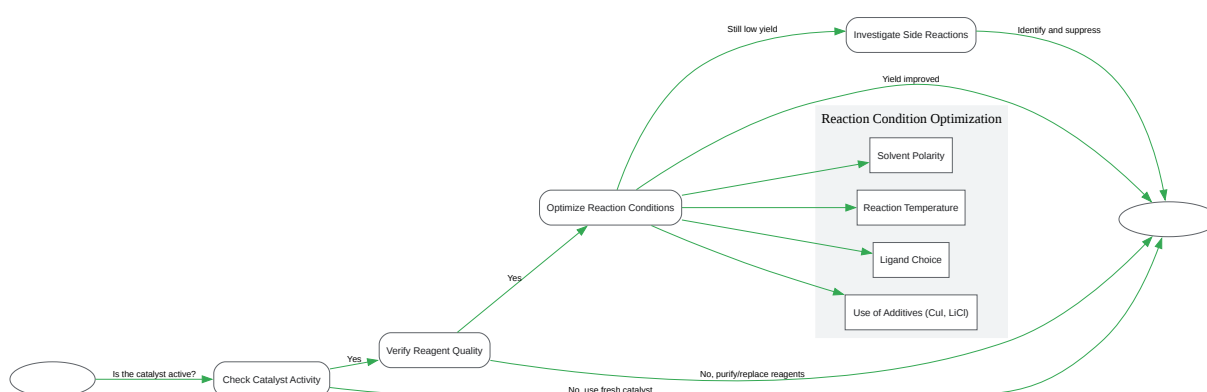 Still low yield
Investigate Side Reactions
Identify and suppress
Yield improved
Reaction Condition Optimization
Solvent Polarity
Optimize Reaction Conditions
Reaction Temperature
Ligand Choice
Yes
Use of Additives (CuI, LiCl)
Verify Reagent Quality
Yes
Is the catalyst active?
Check Catalyst Activity
No, purify/replace reagents
No, use fresh catalyst